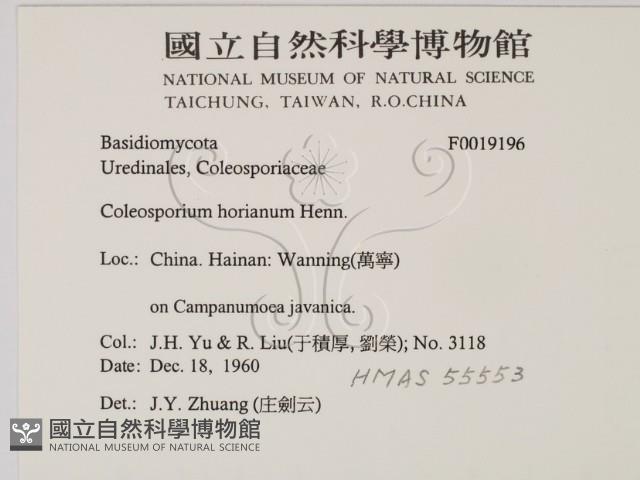 國立自然科學博物館
NATIONAL MUSEUM OF NATURAL SCIENCE
TAICHUNG, TAIWAN, R.O.CHINA
Basidiomycota F0019196
Uredinales, Coleosporiaceae
Coleosporium horianum Henn.
Loc.: China. Hainan: Wanning(萬寧)
on Campanumoea javanica.
Col.: J.H. Yu & R. Liu(于積厚, 劉榮); No. 3118
Date: Dec. 18, 1960
HMAS 55553
Det.: J.Y. Zhuang (庄劍云)
國立自然科學博物館
NATIONAL MUSEUM OF NATURAL SCIENCE